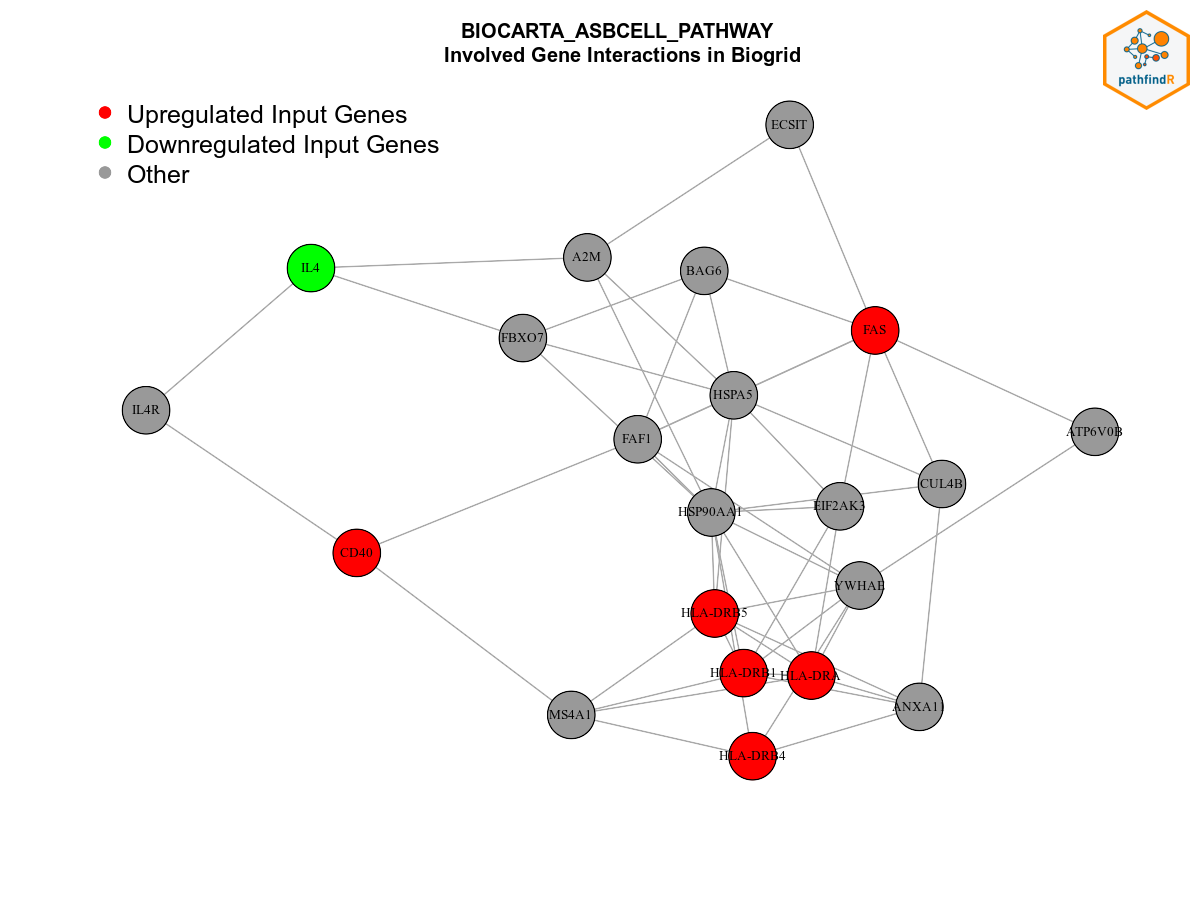 BIOCARTA_ASBCELL_PATHWAY
Involved Gene Interactions in Biogrid
pathfindR
Upregulated Input Genes
Downregulated Input Genes
Other
ECSIT
A2M
BAG6
IL4
FAS
FBXO7
HSPA5
IL4R
FAF1
ATP6V0B
CUL4B
EIF2AK3
HSP90AA1
CD40
YWHAE
HLA-DRB5
HLA-DRB1
HLA-DRA
ANXA11
MS4A1
HLA-DRB4